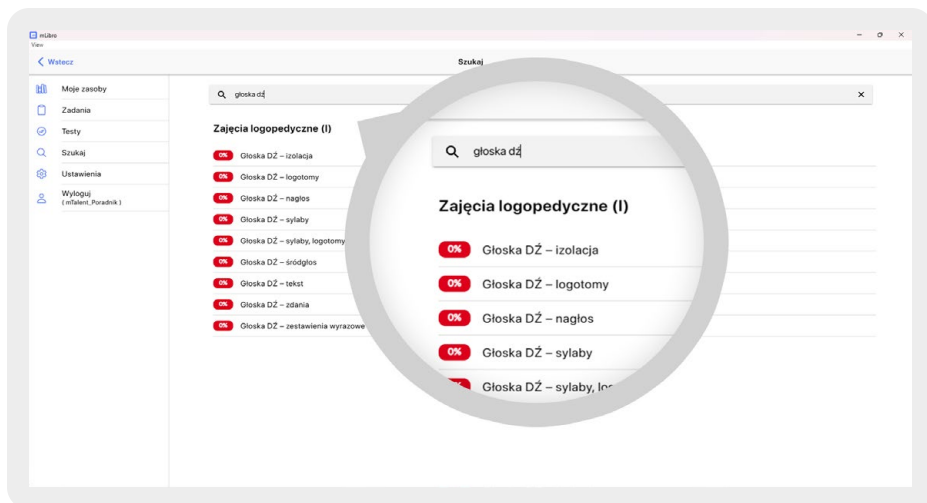 mLibro
View
Wstecz
Szukaj
Moje zasoby
Zadania
Testy
Szukaj
Ustawienia
Wyloguj
( mTalent_Poradnik )
głoska dź
Zajęcia logopedyczne (I)
0% Głoska DŹ – izolacja
0% Głoska DŹ – logotomy
0% Głoska DŹ – nagłos
0% Głoska DŹ – sylaby
0% Głoska DŹ – sylaby, logotomy
0% Głoska DŹ – śródgłos
0% Głoska DŹ – tekst
0% Głoska DŹ – zdania
0% Głoska DŹ – zestawienia wyrazowe
głoska dź
Zajęcia logopedyczne (I)
0% Głoska DŹ – izolacja
0% Głoska DŹ – logotomy
0% Głoska DŹ – nagłos
0% Głoska DŹ – sylaby
Głoska DŹ – sylaby,